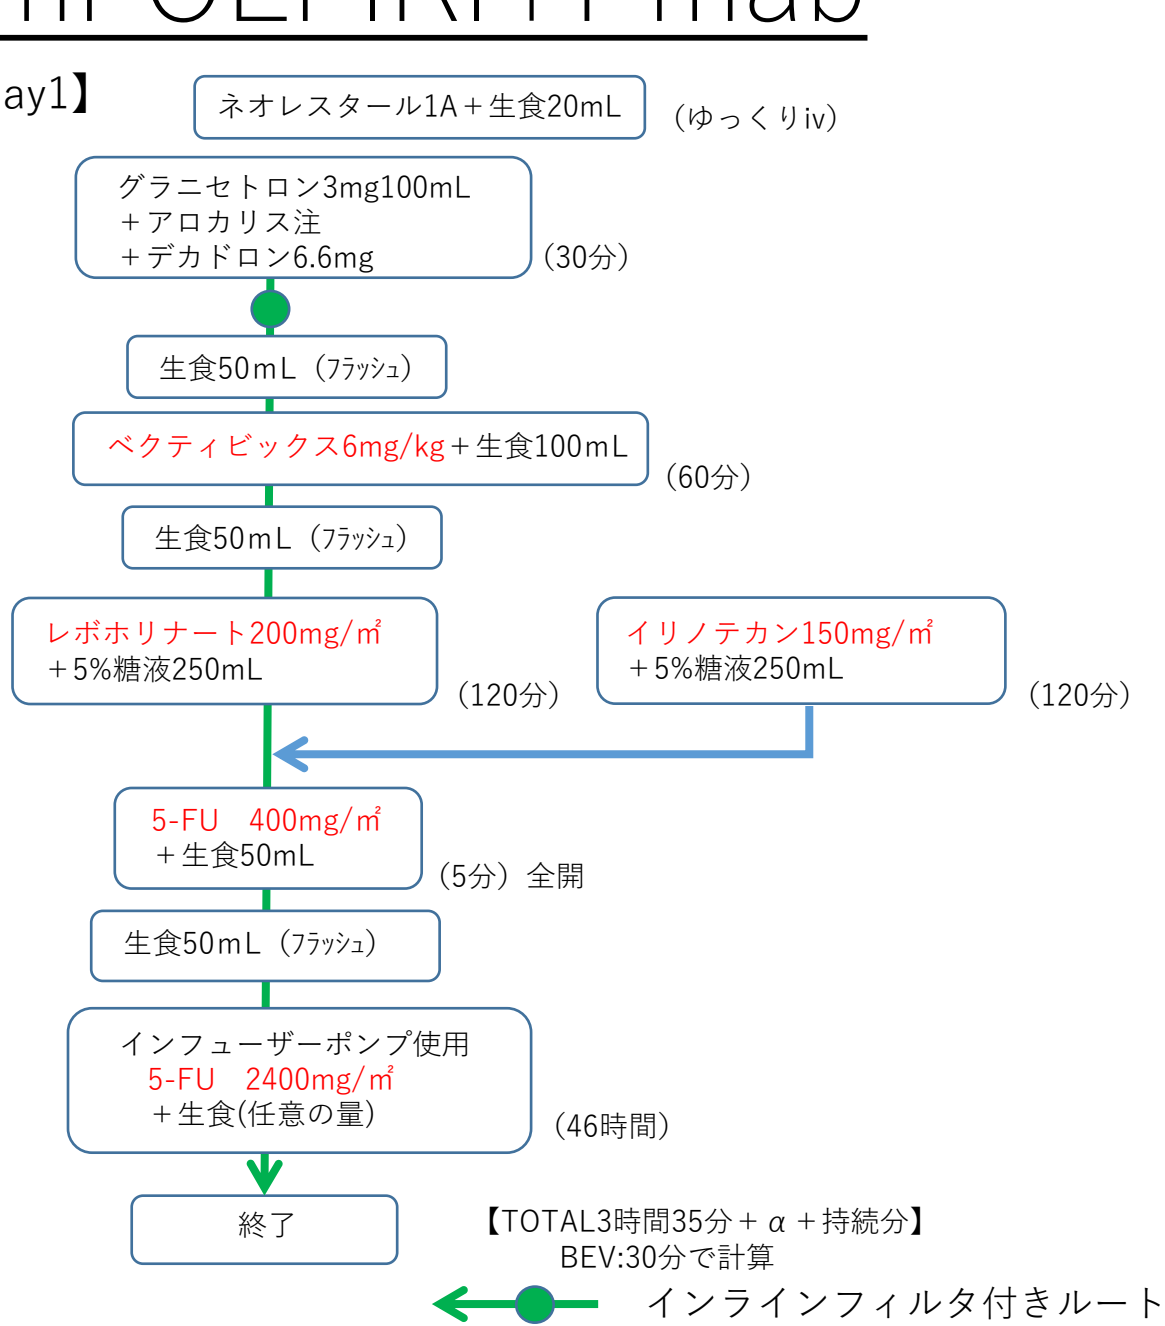 ay1】
ネオレスタール1A＋生食20mL
（ゆっくりiv）
グラニセトロン3mg100mL
＋アロカリス注
＋デカドロン6.6mg
（30分）
生食50mL（ﾌﾗｯｼｭ）
ベクティビックス6mg/kg＋生食100mL
（60分）
生食50mL（ﾌﾗｯｼｭ）
レボホリナート200mg/㎡
＋5%糖液250mL
（120分）
イリノテカン150mg/㎡
＋5%糖液250mL
（120分）
5-FU　400mg/㎡
＋生食50mL
（5分）全開
生食50mL（ﾌﾗｯｼｭ）
インフューザーポンプ使用
5-FU　2400mg/㎡
＋生食(任意の量)
（46時間）
終了
【TOTAL3時間35分＋α＋持続分】
BEV:30分で計算
インラインフィルタ付きルート